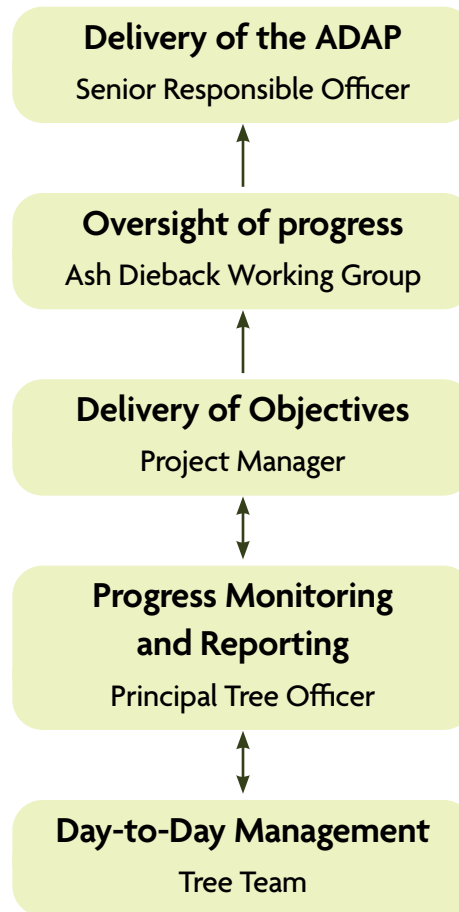 Delivery of the ADAP
Senior Responsible Officer
Oversight of progress
Ash Dieback Working Group
Delivery of Objectives
Project Manager
Progress Monitoring
and Reporting
Principal Tree Officer
Day-to-Day Management
Tree Team